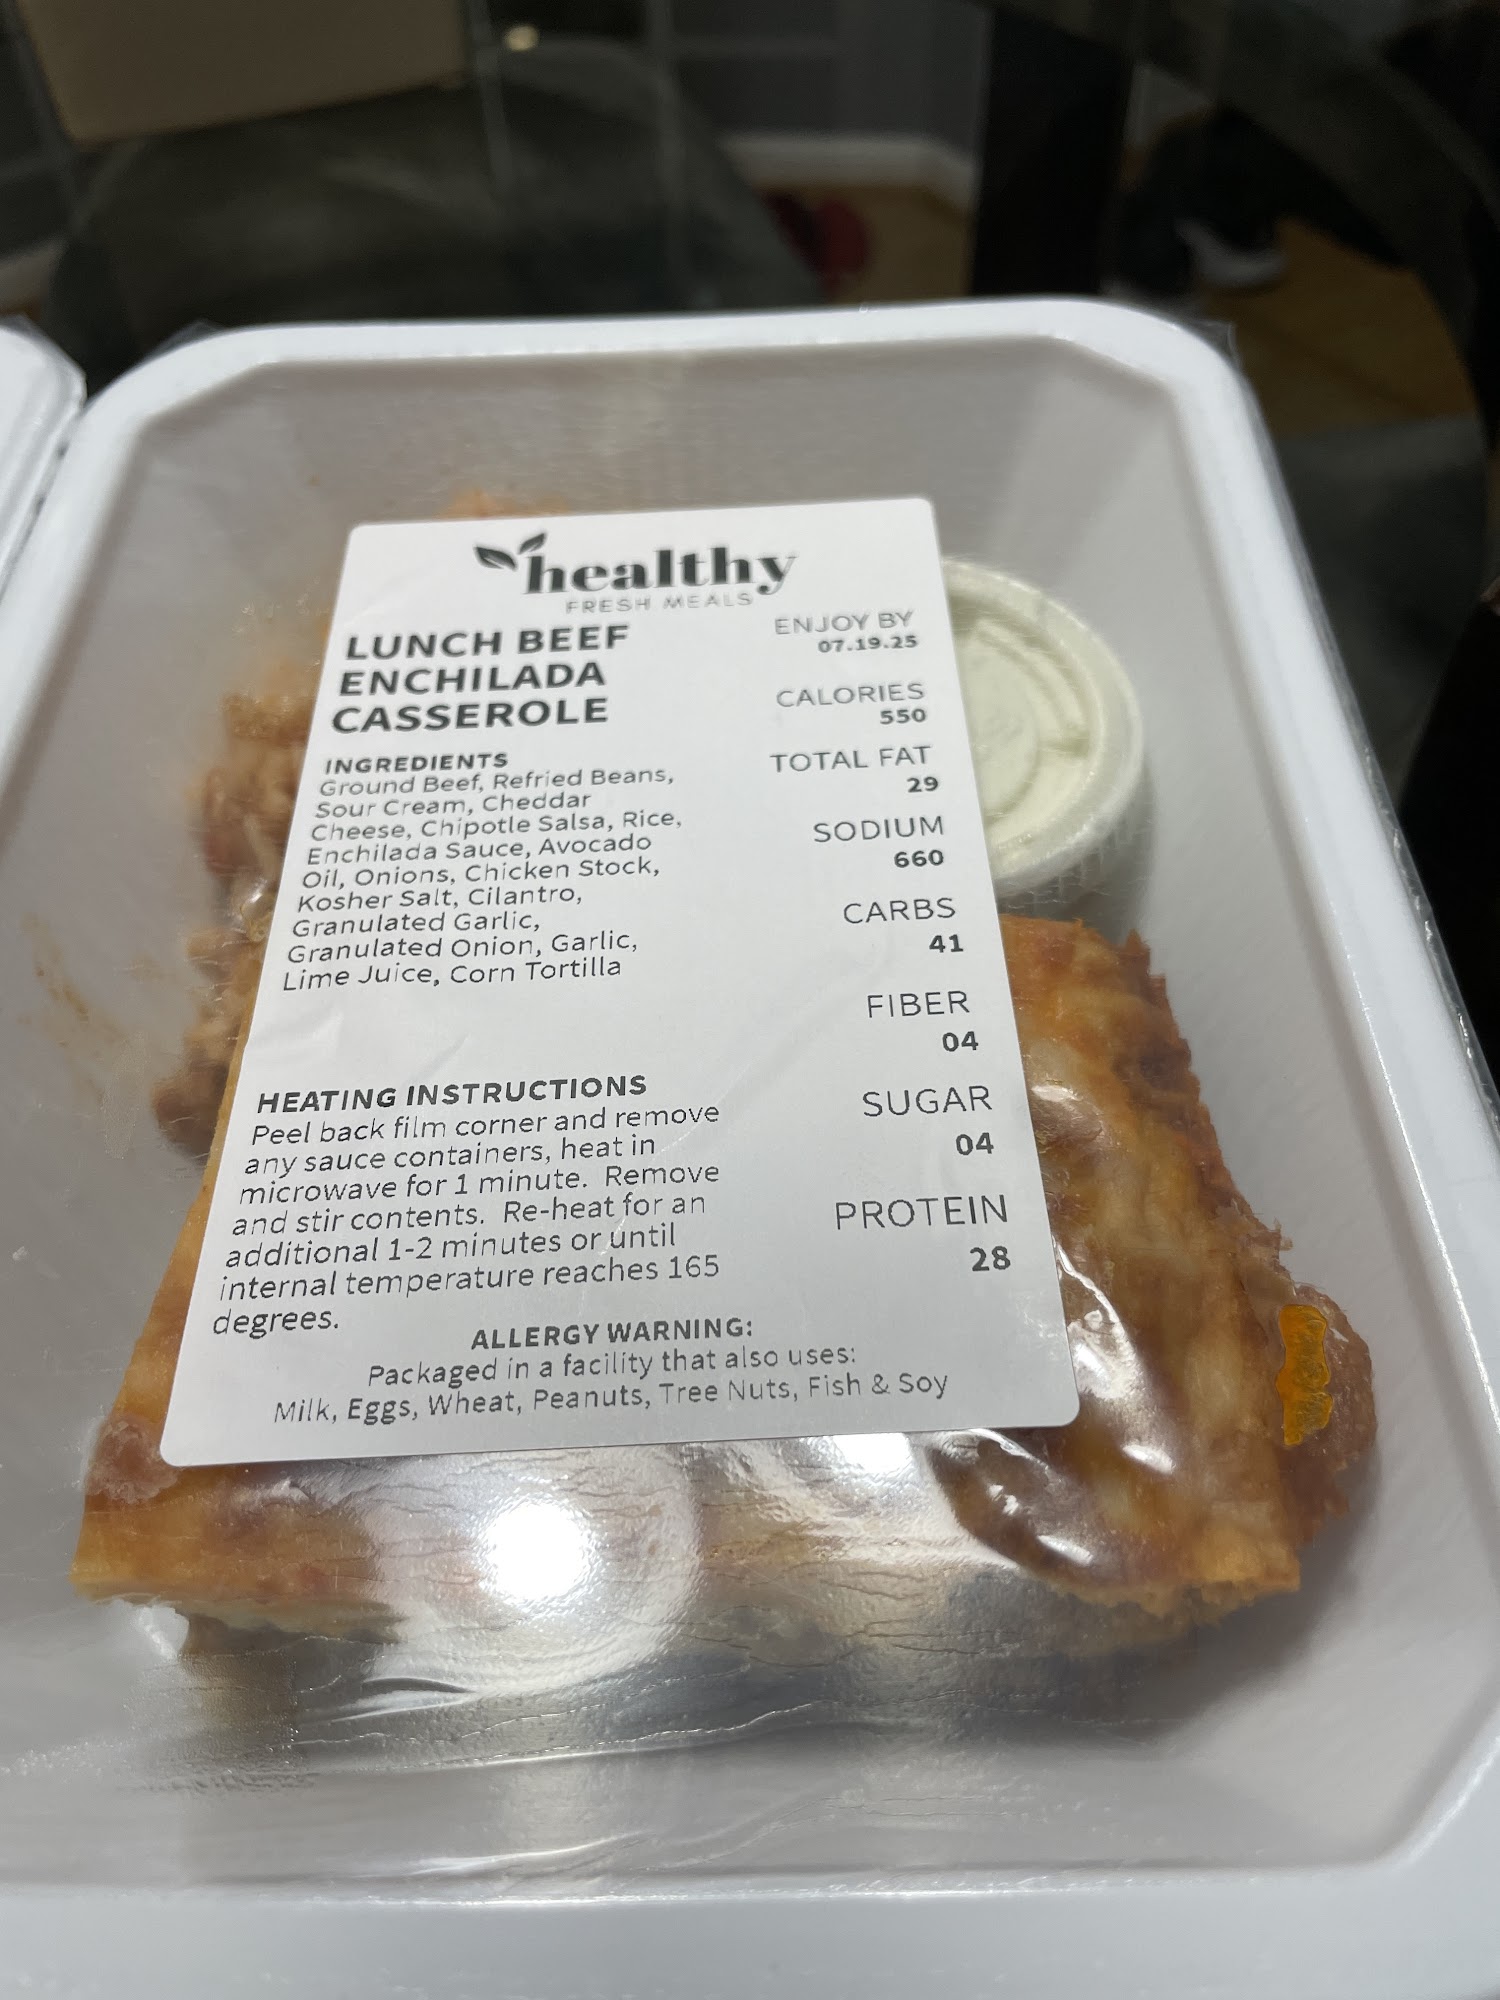 healthy
FRESH MEALS
LUNCH BEEF
ENCHILADA
CASSEROLE
INGREDIENTS
Ground Beef, Refried Beans,
Sour Cream, Cheddar
Cheese, Chipotle Salsa, Rice,
Enchilada Sauce, Avocado
Oil, Onions, Chicken Stock,
Kosher Salt, Cilantro,
Granulated Garlic,
Granulated Onion, Garlic,
Lime Juice, Corn Tortilla
HEATING INSTRUCTIONS
Peel back film corner and remove
any sauce containers, heat in
microwave for 1 minute. Remove
and stir contents. Re-heat for an
additional 1-2 minutes or until
internal temperature reaches 165
degrees.
ENJOY BY
07.19.25
CALORIES
550
TOTAL FAT
29
SODIUM
660
CARBS
41
FIBER
04
SUGAR
04
PROTEIN
28
ALLERGY WARNING:
Packaged in a facility that also uses:
Milk, Eggs, Wheat, Peanuts, Tree Nuts, Fish & Soy